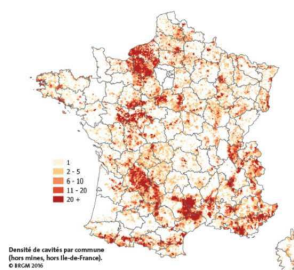 1
2 - 5
6 - 10
11 - 20
20 +
Densité de cavités par commune
(hors mines, hors Ile-de-France).
© BRGM 2016